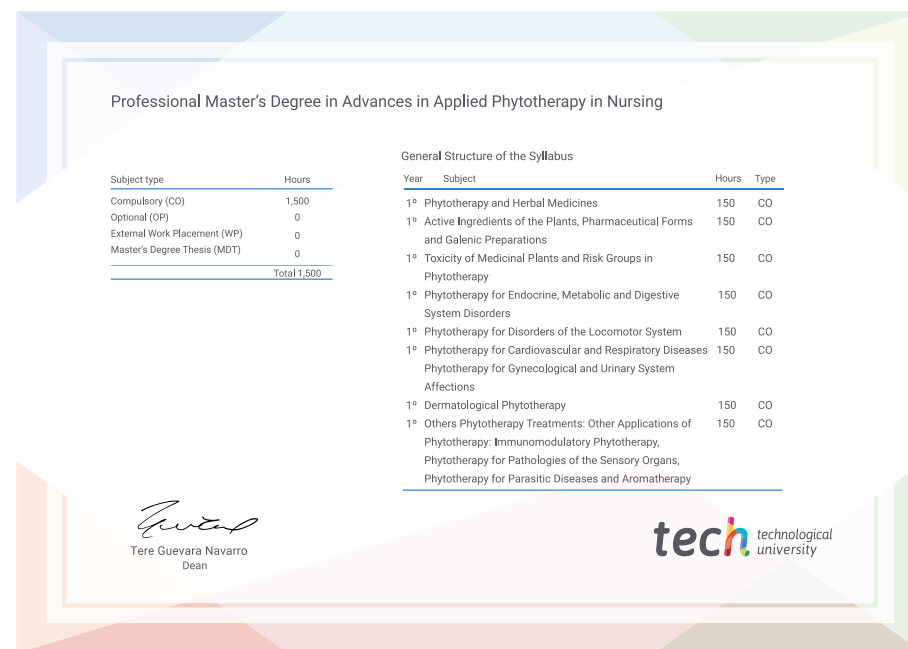 Professional Master's Degree in Advances in Applied Phytotherapy in Nursing
Subject type Hours
Compulsory (CO) 1,500
Optional (OP) 0
External Work Placement (WP) 0
Master's Degree Thesis (MDT) 0
Total 1,500
General Structure of the Syllabus
Year Subject Hours Type
1º Phytotherapy and Herbal Medicines 150 CO
1º Active Ingredients of the Plants, Pharmaceutical Forms 150 CO
and Galenic Preparations
1º Toxicity of Medicinal Plants and Risk Groups in 150 CO
Phytotherapy
1º Phytotherapy for Endocrine, Metabolic and Digestive 150 CO
System Disorders
1º Phytotherapy for Disorders of the Locomotor System 150 CO
1º Phytotherapy for Cardiovascular and Respiratory Diseases 150 CO
Phytotherapy for Gynecological and Urinary System
Affections
1º Dermatological Phytotherapy 150 CO
1º Others Phytotherapy Treatments: Other Applications of 150 CO
Phytotherapy: Immunomodulatory Phytotherapy,
Phytotherapy for Pathologies of the Sensory Organs,
Phytotherapy for Parasitic Diseases and Aromatherapy
Tere Guevara Navarro
Dean
tech technological
university